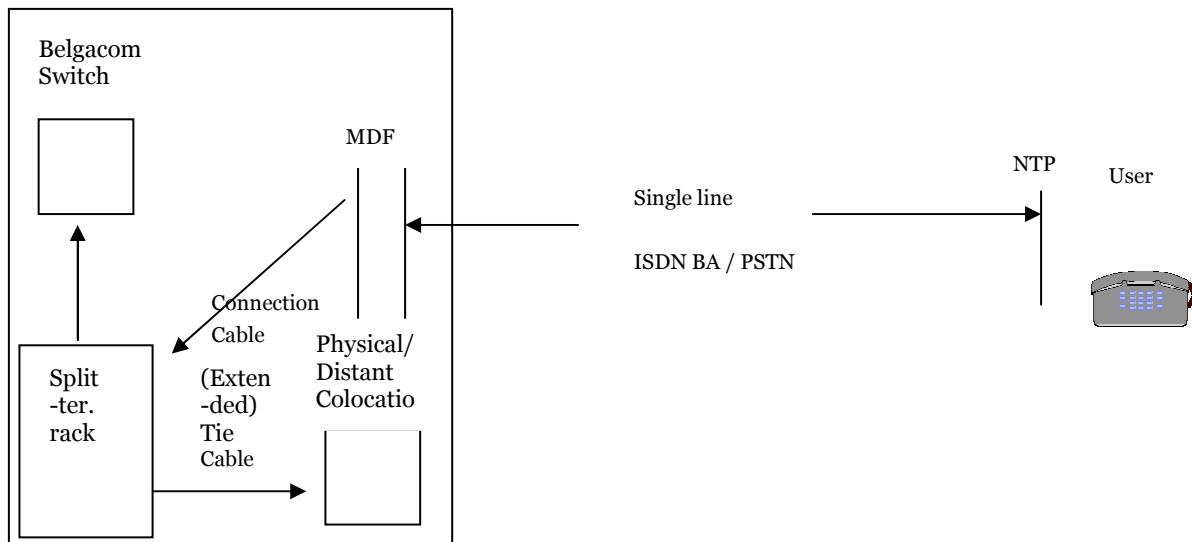 Belgacom
Switch
MDF
NTP
User
Single line
ISDN BA / PSTN
Connection
Cable
Physical/
Distant
Colocatio
Split
-ter.
rack
(Exten
-ded)
Tie
Cable